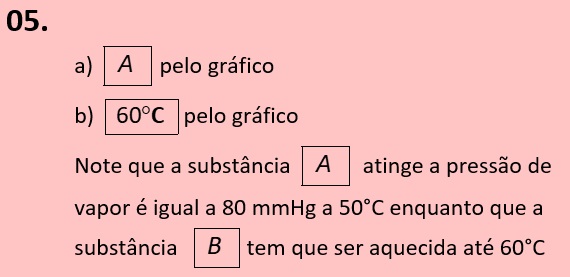 05.
a) A pelo gráfico
b) 60°C pelo gráfico
Note que a substância A atinge a pressão de
vapor é igual a 80 mmHg a 50°C enquanto que a
substância B tem que ser aquecida até 60°C